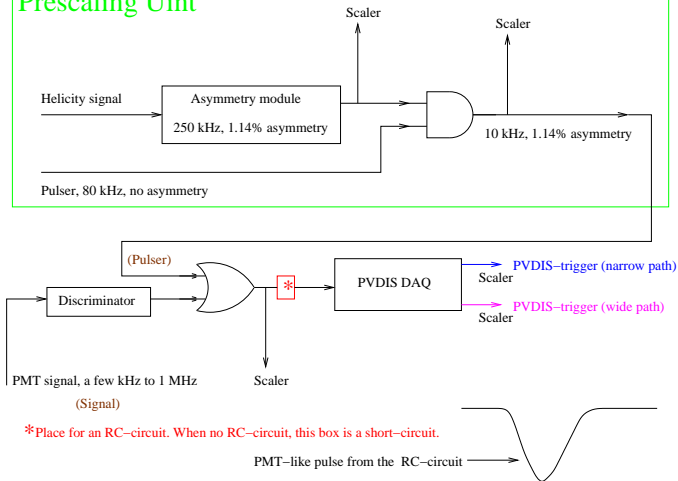 Prescaling Unit
Scaler
Scaler
Helicity signal
Asymmetry module
250 kHz, 1.14% asymmetry
10 kHz, 1.14% asymmetry
Pulser, 80 kHz, no asymmetry
(Pulser)
Discriminator
*
PVDIS DAQ
PVDIS−trigger (narrow path)
Scaler
PVDIS−trigger (wide path)
Scaler
PMT signal, a few kHz to 1 MHz
Scaler
(Signal)
*Place for an RC−circuit. When no RC−circuit, this box is a short−circuit.
PMT−like pulse from the RC−circuit